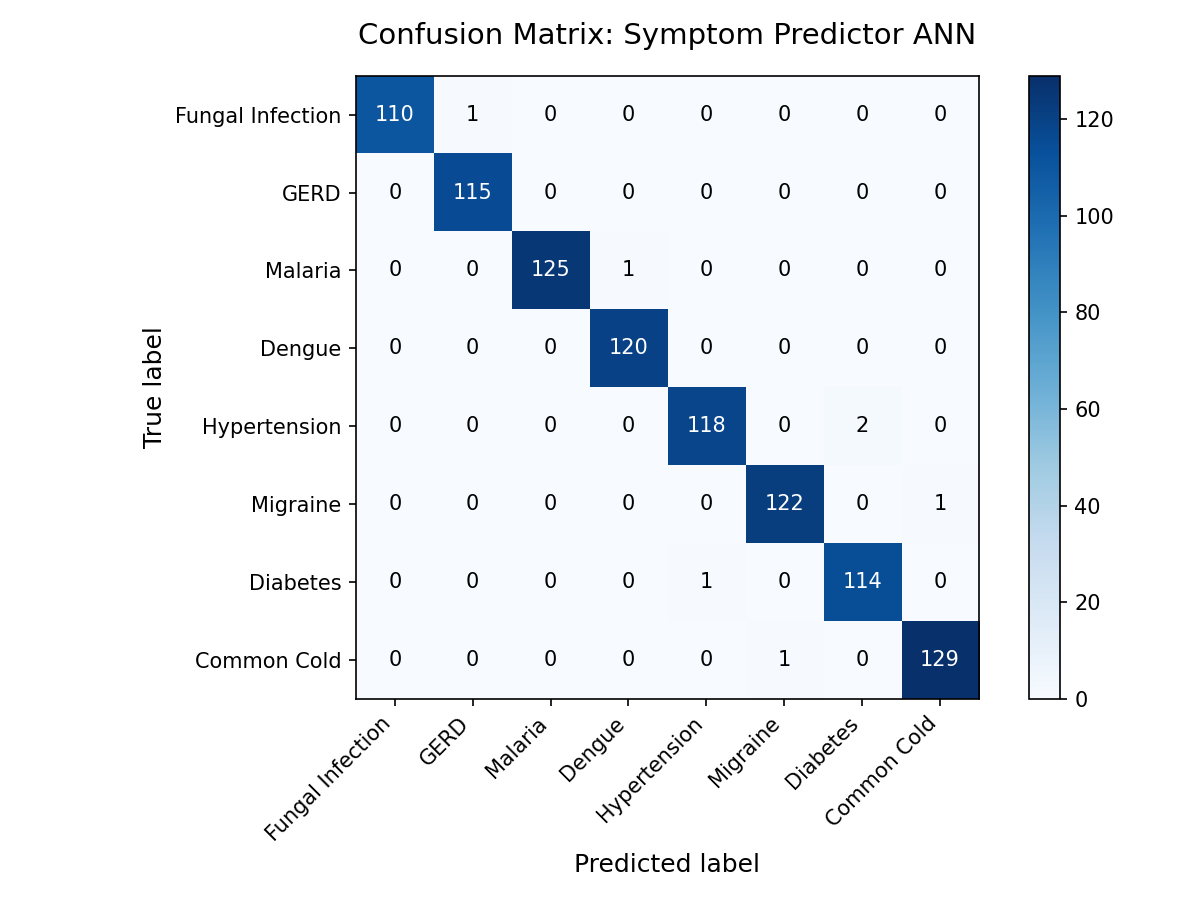 Confusion Matrix: Symptom Predictor ANN
Fungal Infection 110 1 0 0 0 0 0 0
GERD 0 115 0 0 0 0 0 0
Malaria 0 0 125 1 0 0 0 0
Dengue 0 0 0 120 0 0 0 0
Hypertension 0 0 0 0 118 0 2 0
Migraine 0 0 0 0 0 122 0 1
Diabetes 0 0 0 0 1 0 114 0
Common Cold 0 0 0 0 0 1 0 129
True label
Fungal Infection
GERD
Malaria
Dengue
Hypertension
Migraine
Diabetes
Common Cold
Predicted label
120
100
80
60
40
20
0